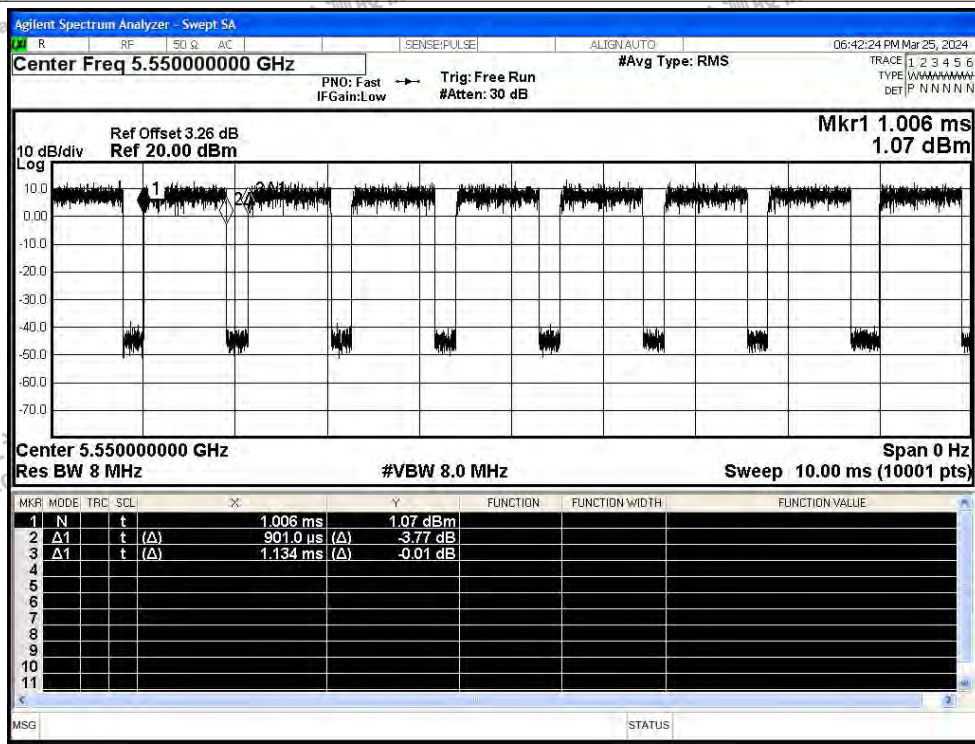 Agilent Spectrum Analyzer - Swept SA
R RF 50 Ω AC SENSE:PULSE ALIGN AUTO 06:42:24 PM Mar 25, 2024
Center Freq 5.550000000 GHz #Avg Type: RMS TRACE 1 2 3 4 5 6
PNO: Fast Trig: Free Run TYPE WWWWWW
IFGain:Low #Atten: 30 dB DET P N N N N N
Mkr1 1.006 ms
Ref Offset 3.26 dB
10 dB/div Ref 20.00 dBm 1.07 dBm
Log
10.0
0.00
-10.0
-20.0
-30.0
-40.0
-50.0
-60.0
-70.0
Center 5.550000000 GHz Span 0 Hz
Res BW 8 MHz #VBW 8.0 MHz Sweep 10.00 ms (10001 pts)
MKR MODE TRC SCL X Y FUNCTION FUNCTION WIDTH FUNCTION VALUE
1 N t 1.006 ms 1.07 dBm
2 Δ1 t (Δ) 901.0 µs (Δ) -3.77 dB
3 Δ1 t (Δ) 1.134 ms (Δ) -0.01 dB
4
5
6
7
8
9
10
11
MSG STATUS